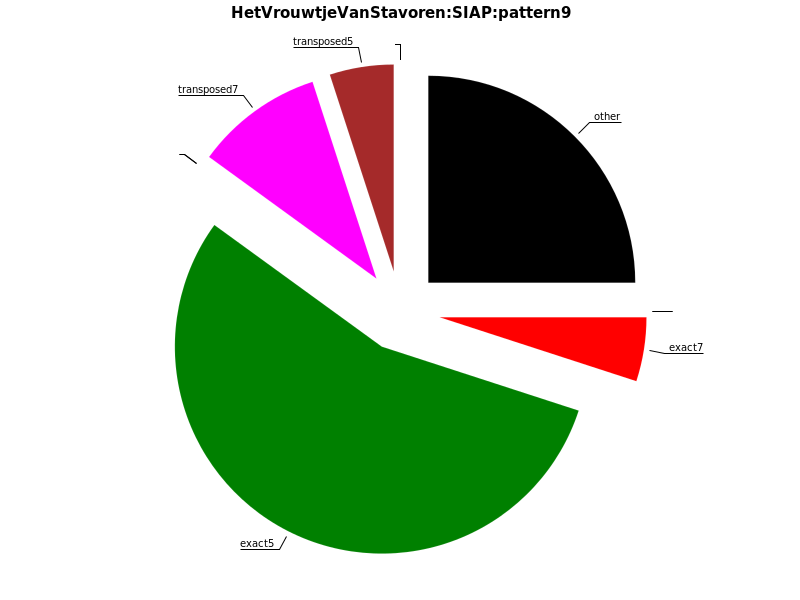 HetVrouwtjeVanStavoren:SIAP:pattern9
transposed5
transposed7
other
exact7
exact5